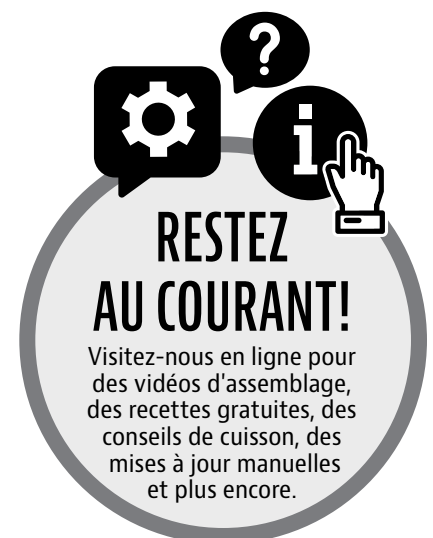 ?
i
RESTEZ
AU COURANT!
Visitez-nous en ligne pour
des vidéos d'assemblage,
des recettes gratuites, des
conseils de cuisson, des
mises à jour manuelles
et plus encore.